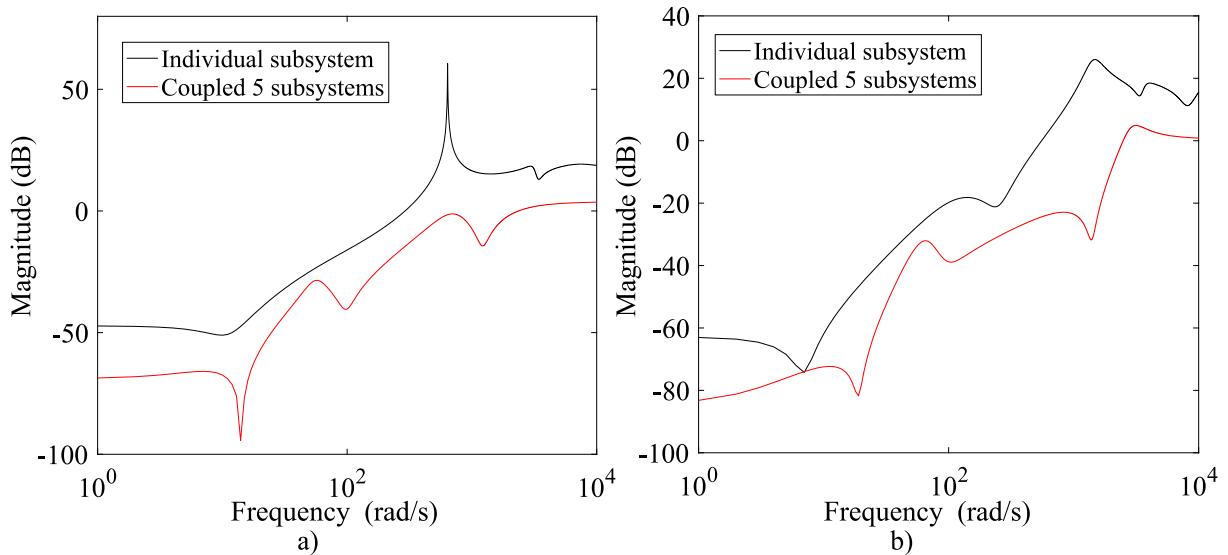 Individual subsystem
Coupled 5 subsystems
50
0
-50
-100
Magnitude (dB)
10^0
10^2
10^4
Frequency (rad/s)
a)
Individual subsystem
Coupled 5 subsystems
40
20
0
-20
-40
-60
-80
-100
Magnitude (dB)
10^0
10^2
10^4
Frequency (rad/s)
b)